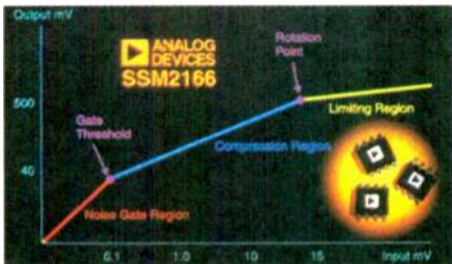 Output mV
ANALOG
DEVICES
SSM2166
Rotation
Point
500
Limiting Region
Gate
Threshold
Compression Region
40
Noise Gate Region
0.1
1.0
10
15
Input mV